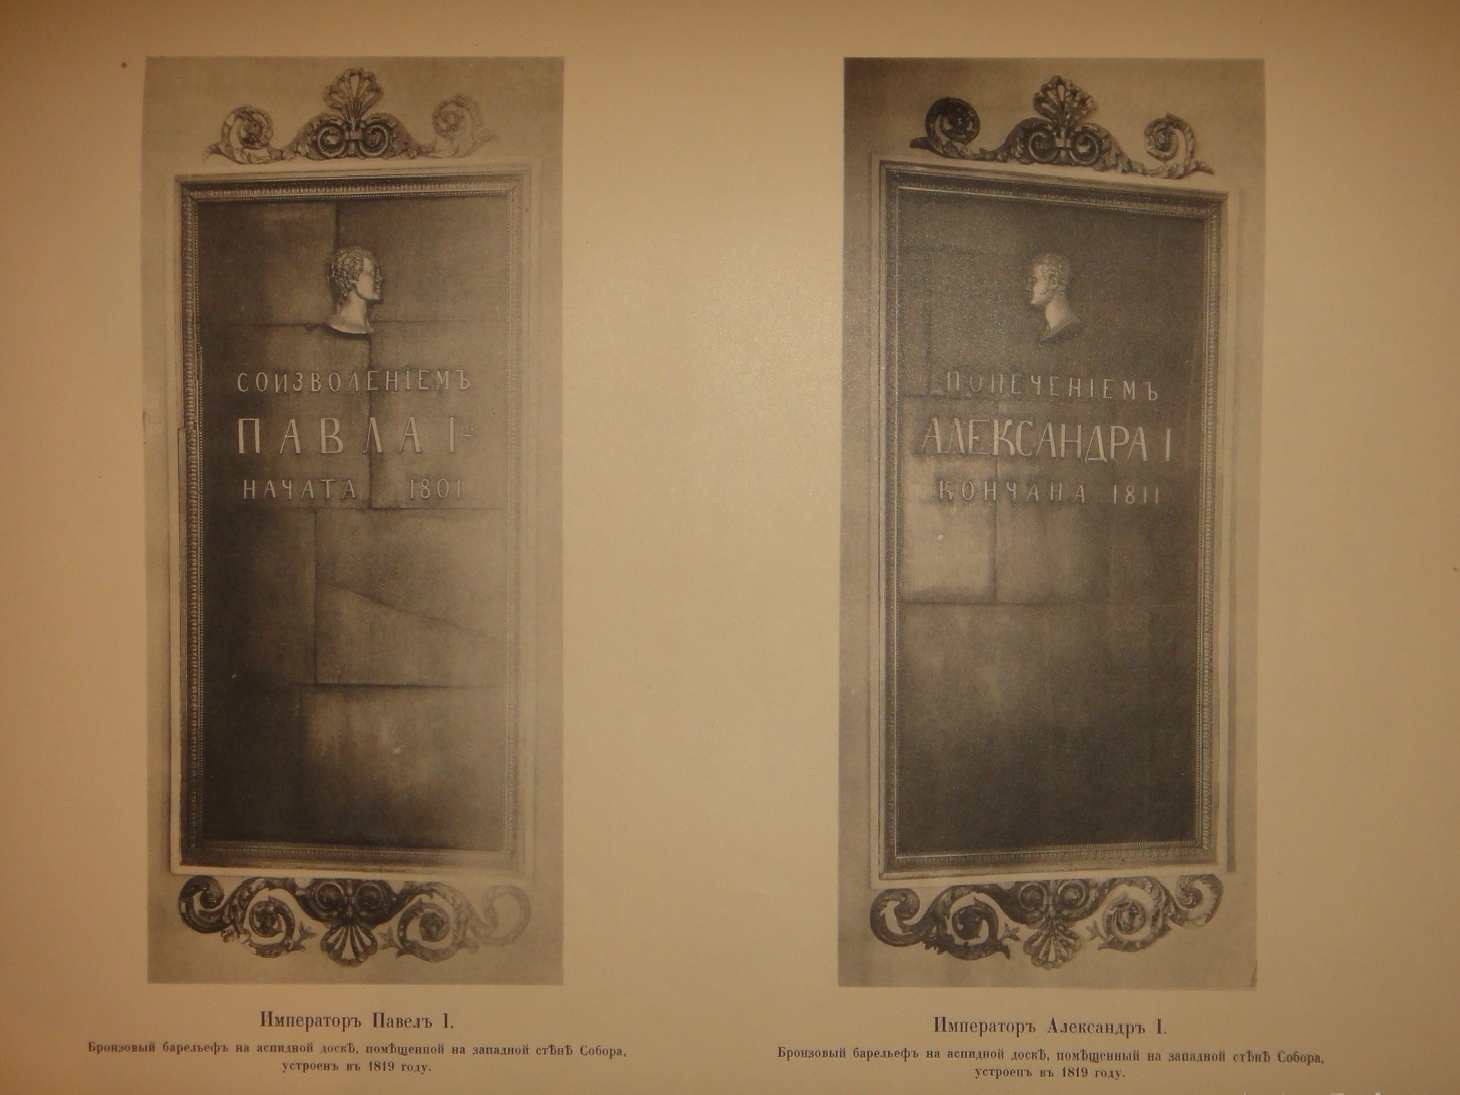 СОИЗВОЛЕНІЕМЪ
ПАВЛА I
НАЧАТА 1801
Императоръ Павелъ I.
Бронзовый барельефъ на аспидной доскѣ, помѣщенной на западной стѣнѣ Собора,
устроенъ въ 1819 году.
ПОПЕЧЕНІЕМЪ
АЛЕКСАНДРА I
КОНЧАНА 1811
Императоръ Александръ I.
Бронзовый барельефъ на аспидной доскѣ, помѣщенный на западной стѣнѣ Собора,
устроенъ въ 1819 году.